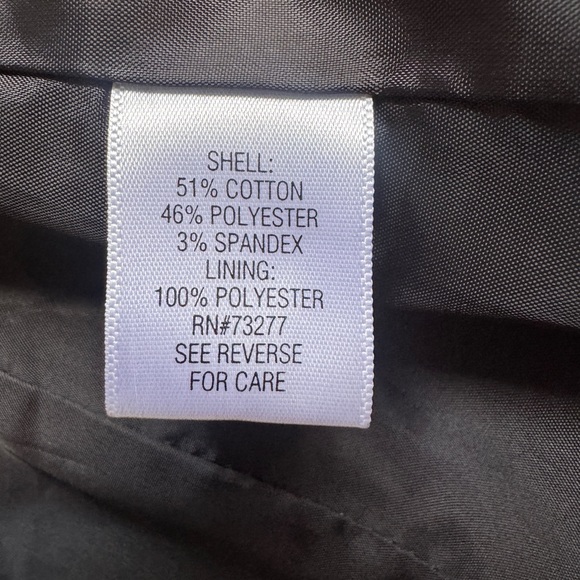 SHELL:
51% COTTON
46% POLYESTER
3% SPANDEX
LINING:
100% POLYESTER
RN#73277
SEE REVERSE
FOR CARE